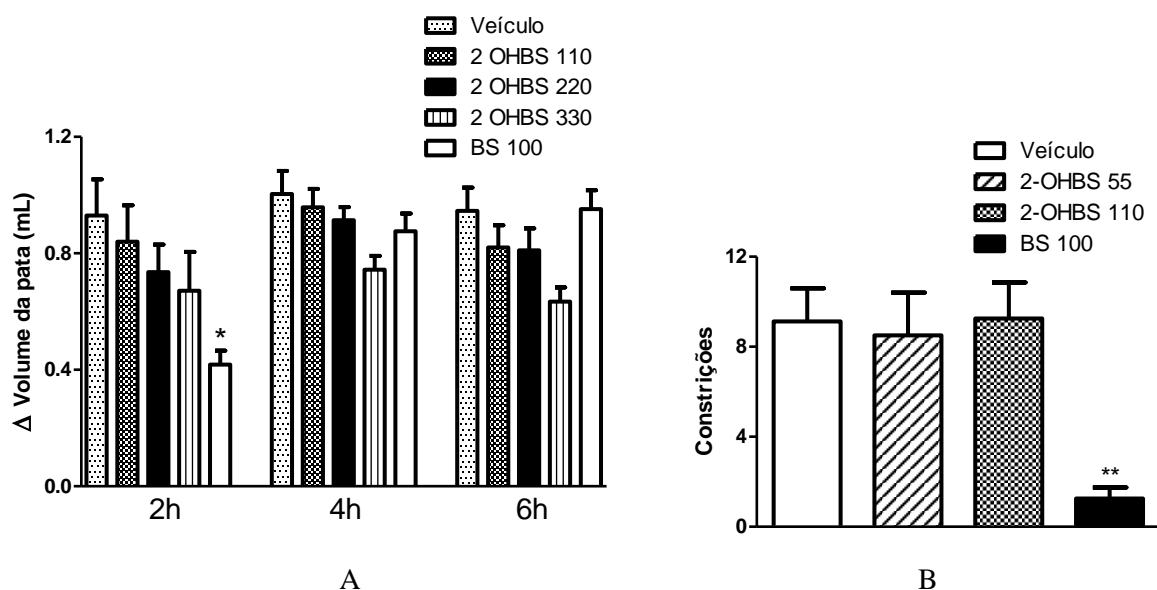 Veículo
2 OHBS 110
2 OHBS 220
2 OHBS 330
BS 100
1.2
0.8
0.4
0.0
Δ Volume da pata (mL)
*
2h
4h
6h
A
Veículo
2-OHBS 55
2-OHBS 110
BS 100
12
8
4
0
Constrições
**
B